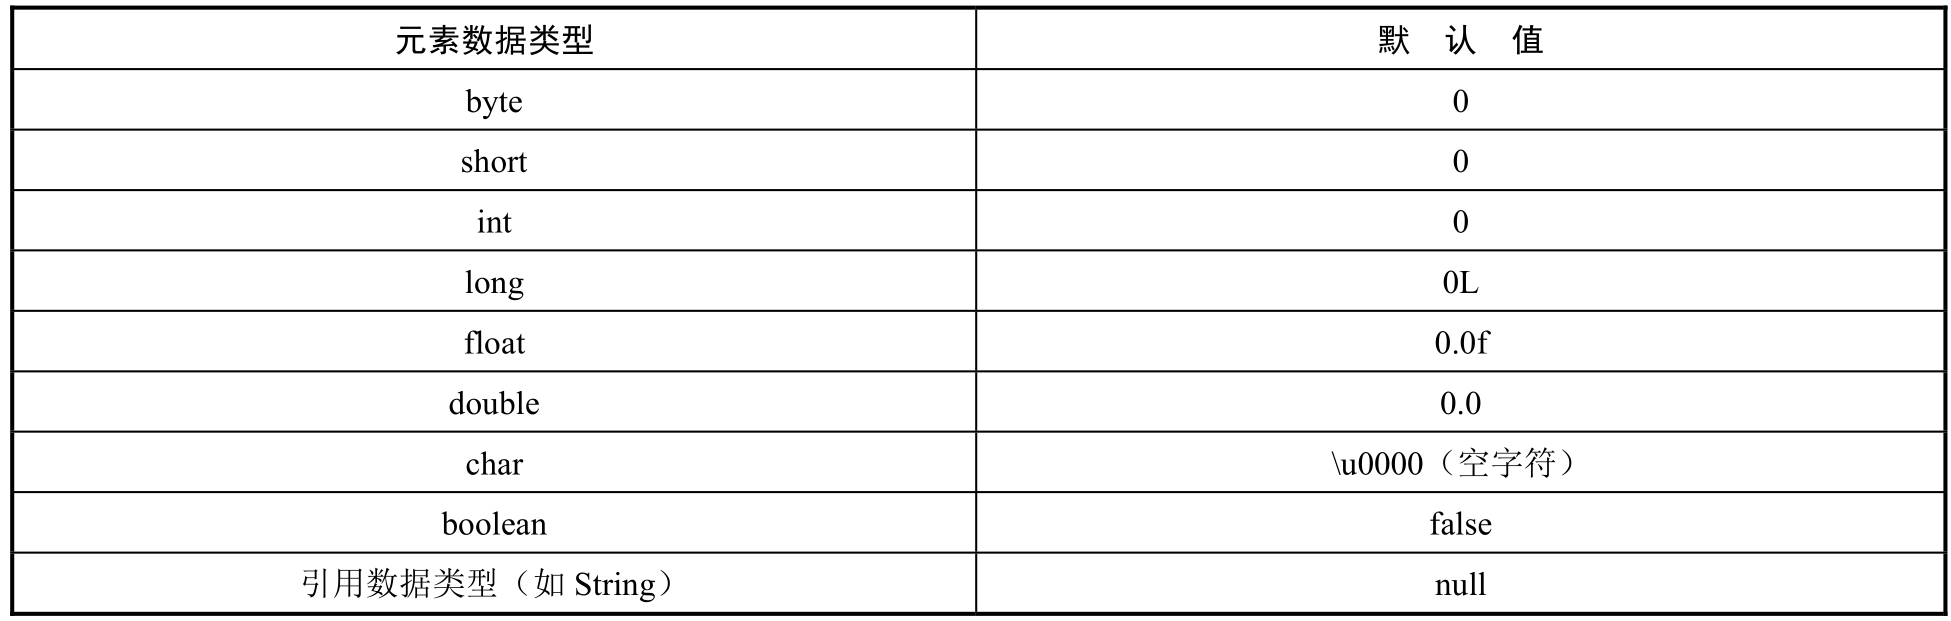 元素数据类型 默 认 值
byte 0
short 0
int 0
long 0L
float 0.0f
double 0.0
char \u0000（空字符）
boolean false
引用数据类型（如 String） null